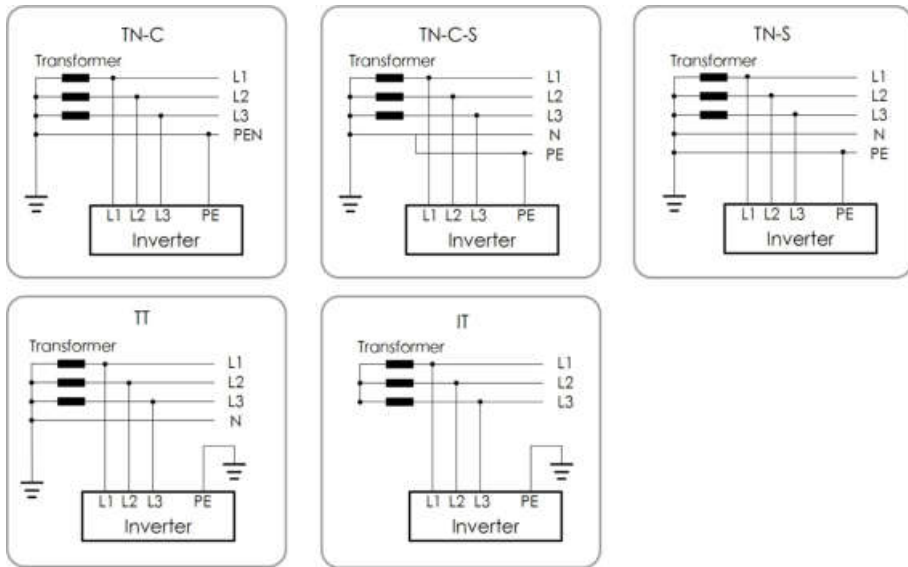 TN-C
Transformer
L1
L2
L3
PEN
L1 L2 L3 PE
Inverter
TN-C-S
Transformer
L1
L2
L3
N
PE
L1 L2 L3 PE
Inverter
TN-S
Transformer
L1
L2
L3
N
PE
L1 L2 L3 PE
Inverter
TT
Transformer
L1
L2
L3
N
L1 L2 L3 PE
Inverter
IT
Transformer
L1
L2
L3
L1 L2 L3 PE
Inverter